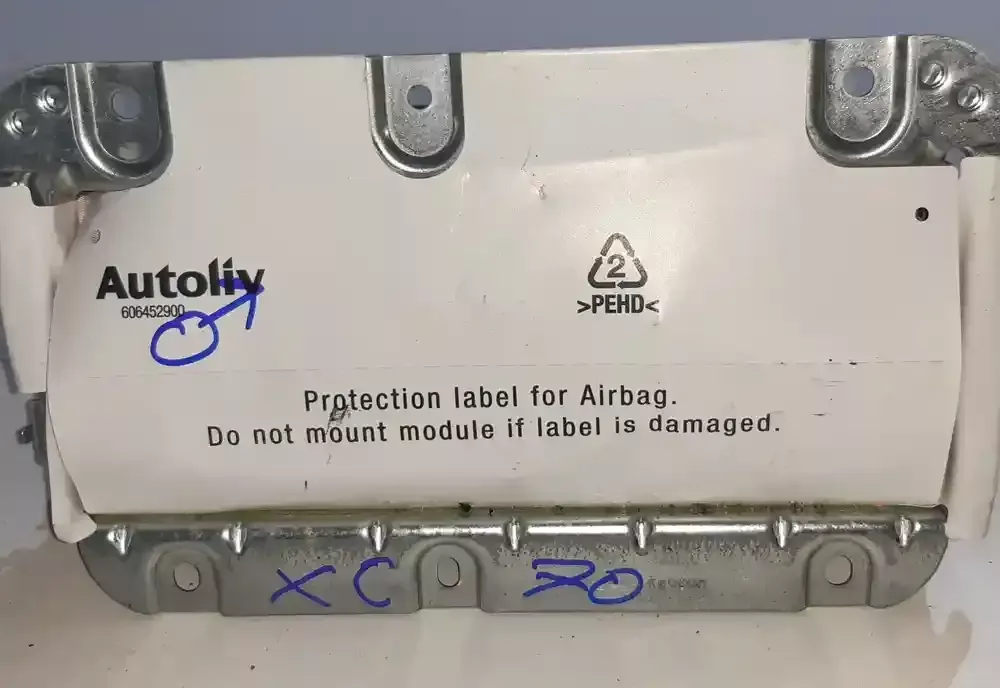 Autoliv
606452900
2
>PEHD<
Protection label for Airbag.
Do not mount module if label is damaged.
XC 70